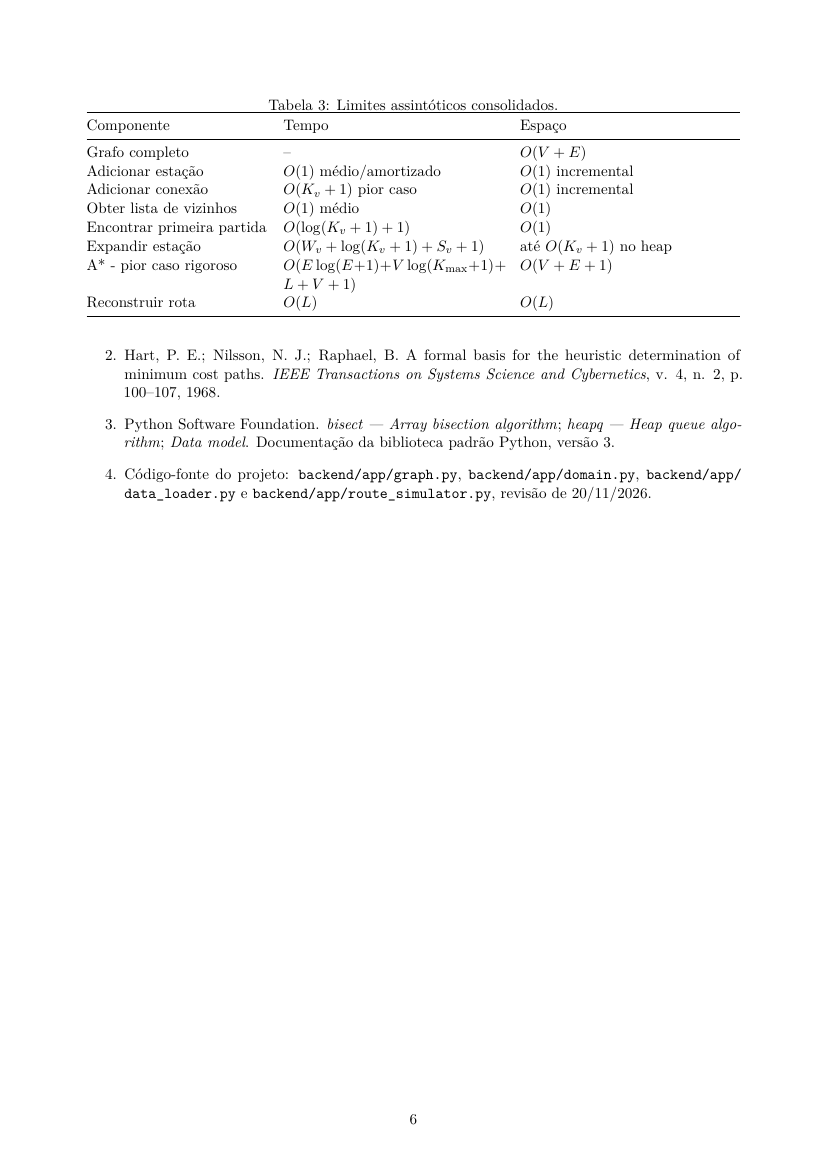 Tabela 3: Limites assintóticos consolidados.
Componente Tempo Espaço
Grafo completo – O(V + E)
Adicionar estação O(1) médio/amortizado O(1) incremental
Adicionar conexão O(K_v + 1) pior caso O(1) incremental
Obter lista de vizinhos O(1) médio O(1)
Encontrar primeira partida O(log(K_v + 1) + 1) O(1)
Expandir estação O(W_v + log(K_v + 1) + S_v + 1) até O(K_v + 1) no heap
A* - pior caso rigoroso O(E log(E+1)+V log(K_max+1)+ O(V + E + 1)
L + V + 1)
Reconstruir rota O(L) O(L)
2. Hart, P. E.; Nilsson, N. J.; Raphael, B. A formal basis for the heuristic determination of
minimum cost paths. IEEE Transactions on Systems Science and Cybernetics, v. 4, n. 2, p.
100–107, 1968.
3. Python Software Foundation. bisect — Array bisection algorithm; heapq — Heap queue algo-
rithm; Data model. Documentação da biblioteca padrão Python, versão 3.
4. Código-fonte do projeto: backend/app/graph.py, backend/app/domain.py, backend/app/
data_loader.py e backend/app/route_simulator.py, revisão de 20/11/2026.
6